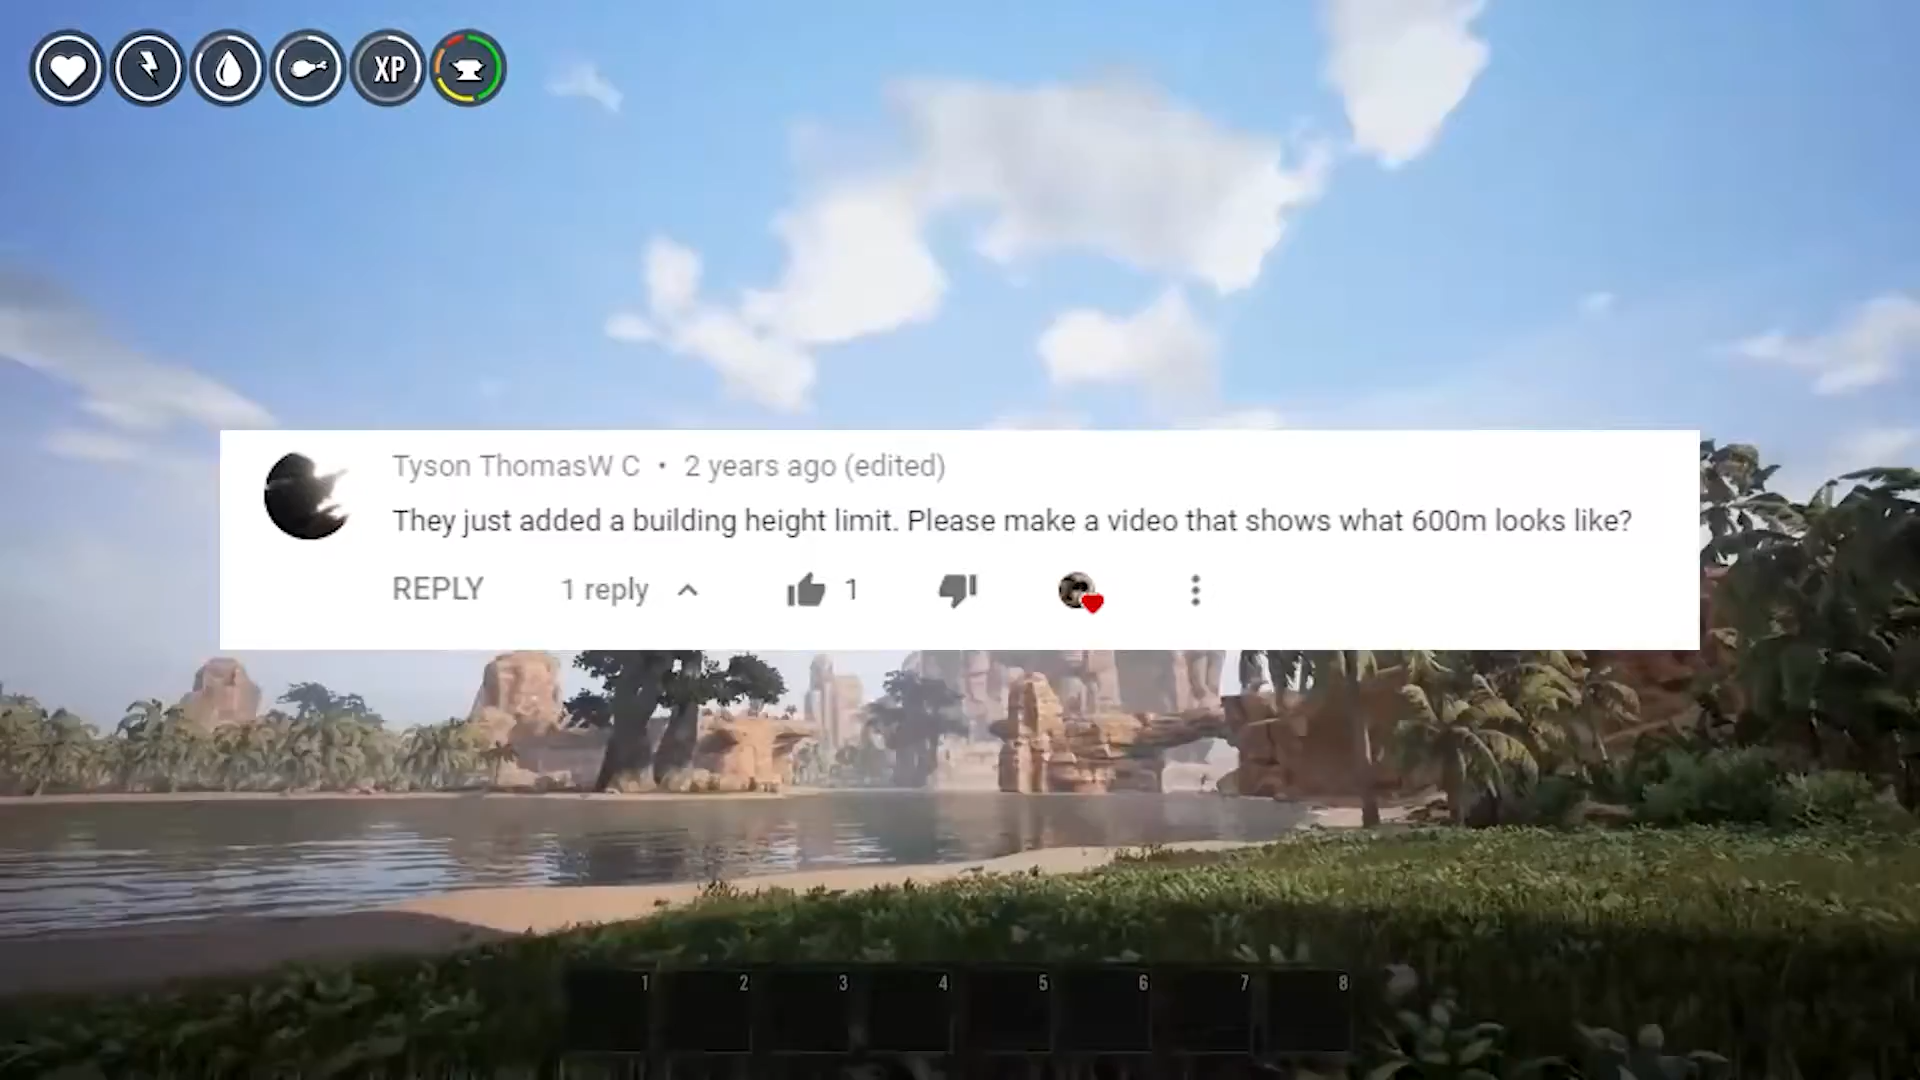 XP
Tyson ThomasW C • 2 years ago (edited)
They just added a building height limit. Please make a video that shows what 600m looks like?
REPLY 1 reply 1
1 2 3 4 5 6 7 8